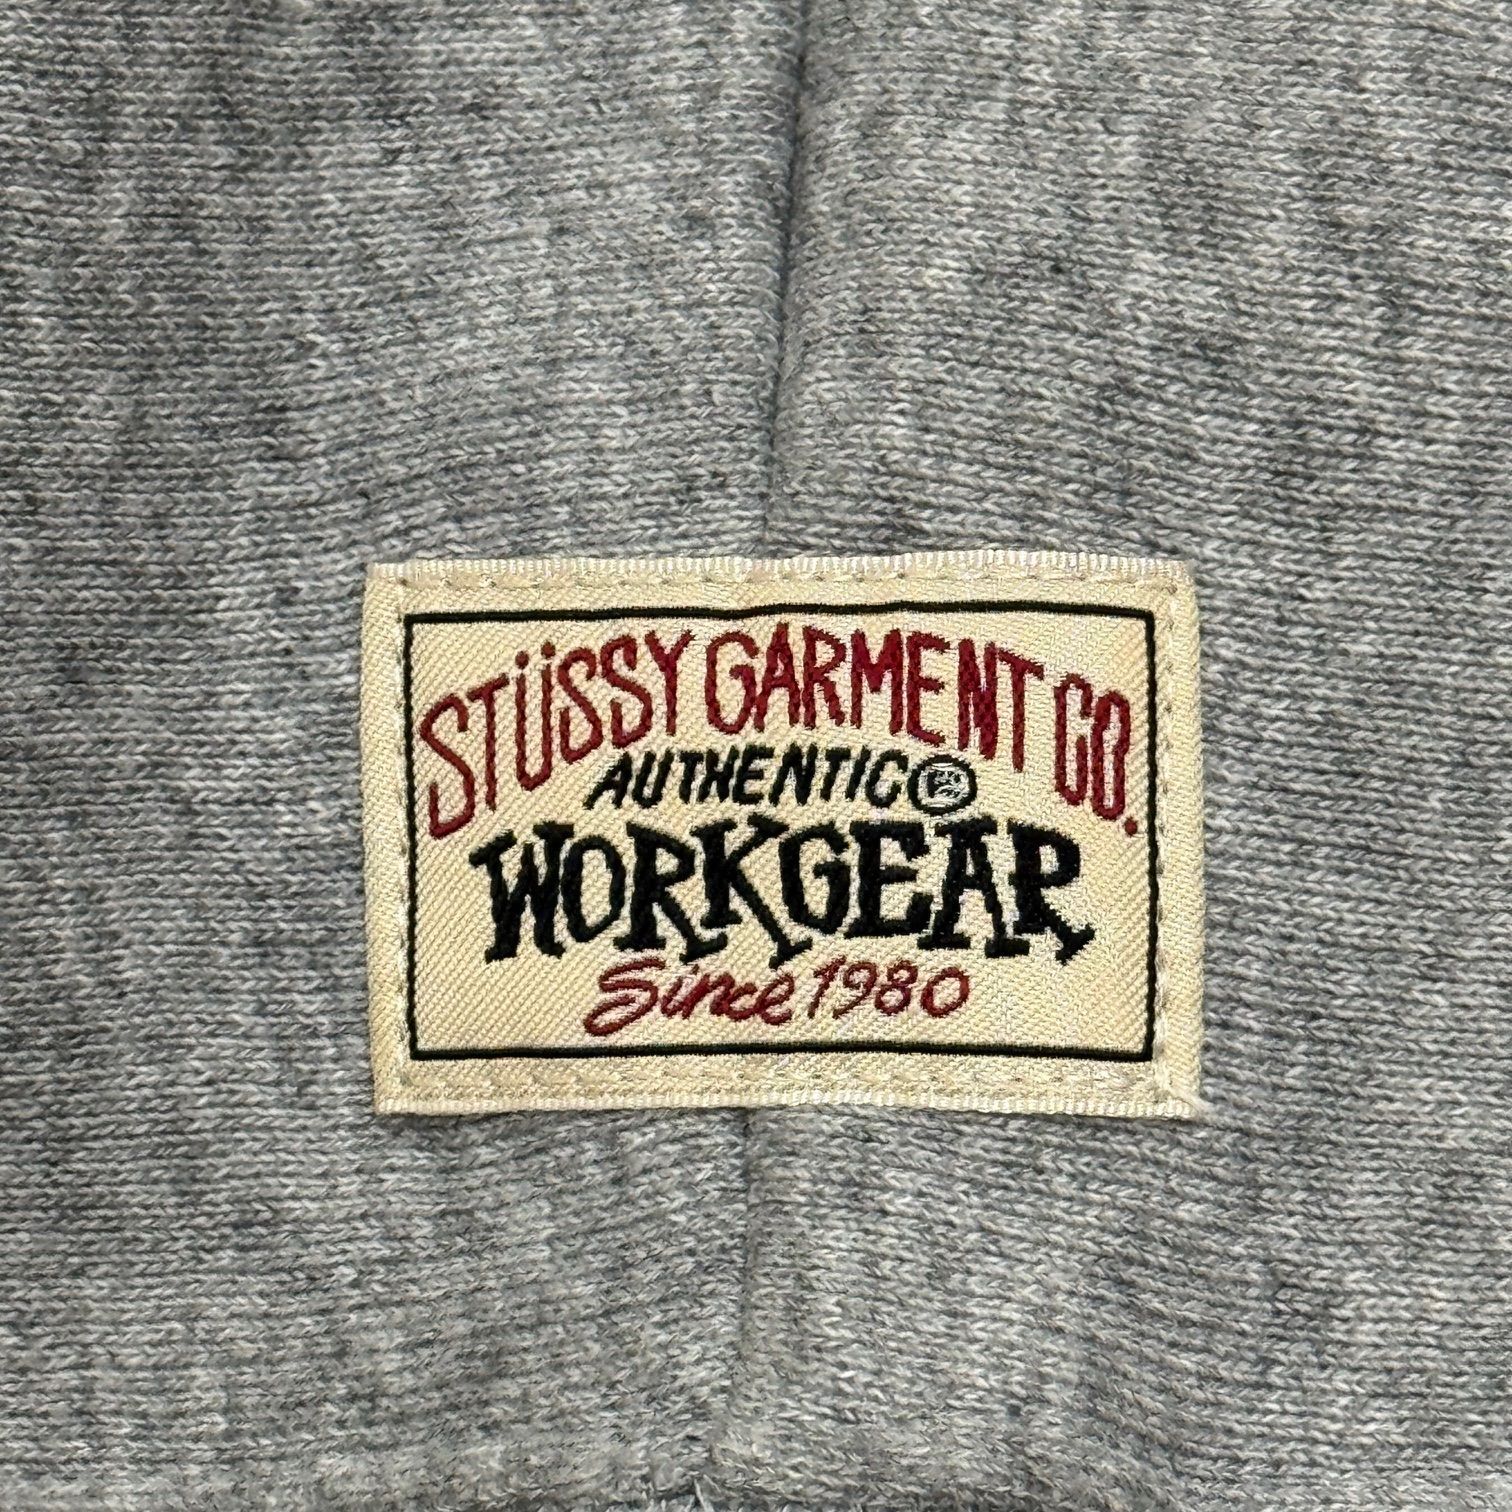 STÜSSY GARMENT CO.
AUTHENTIC
WORKGEAR
Since 1980